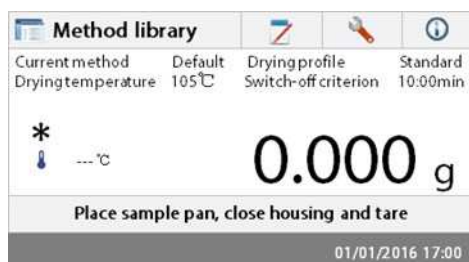 Method library
Current method Default Drying profile Standard
Drying temperature 105°C Switch-off criterion 10:00min
*
--- °C
0.000 g
Place sample pan, close housing and tare
01/01/2016 17:00